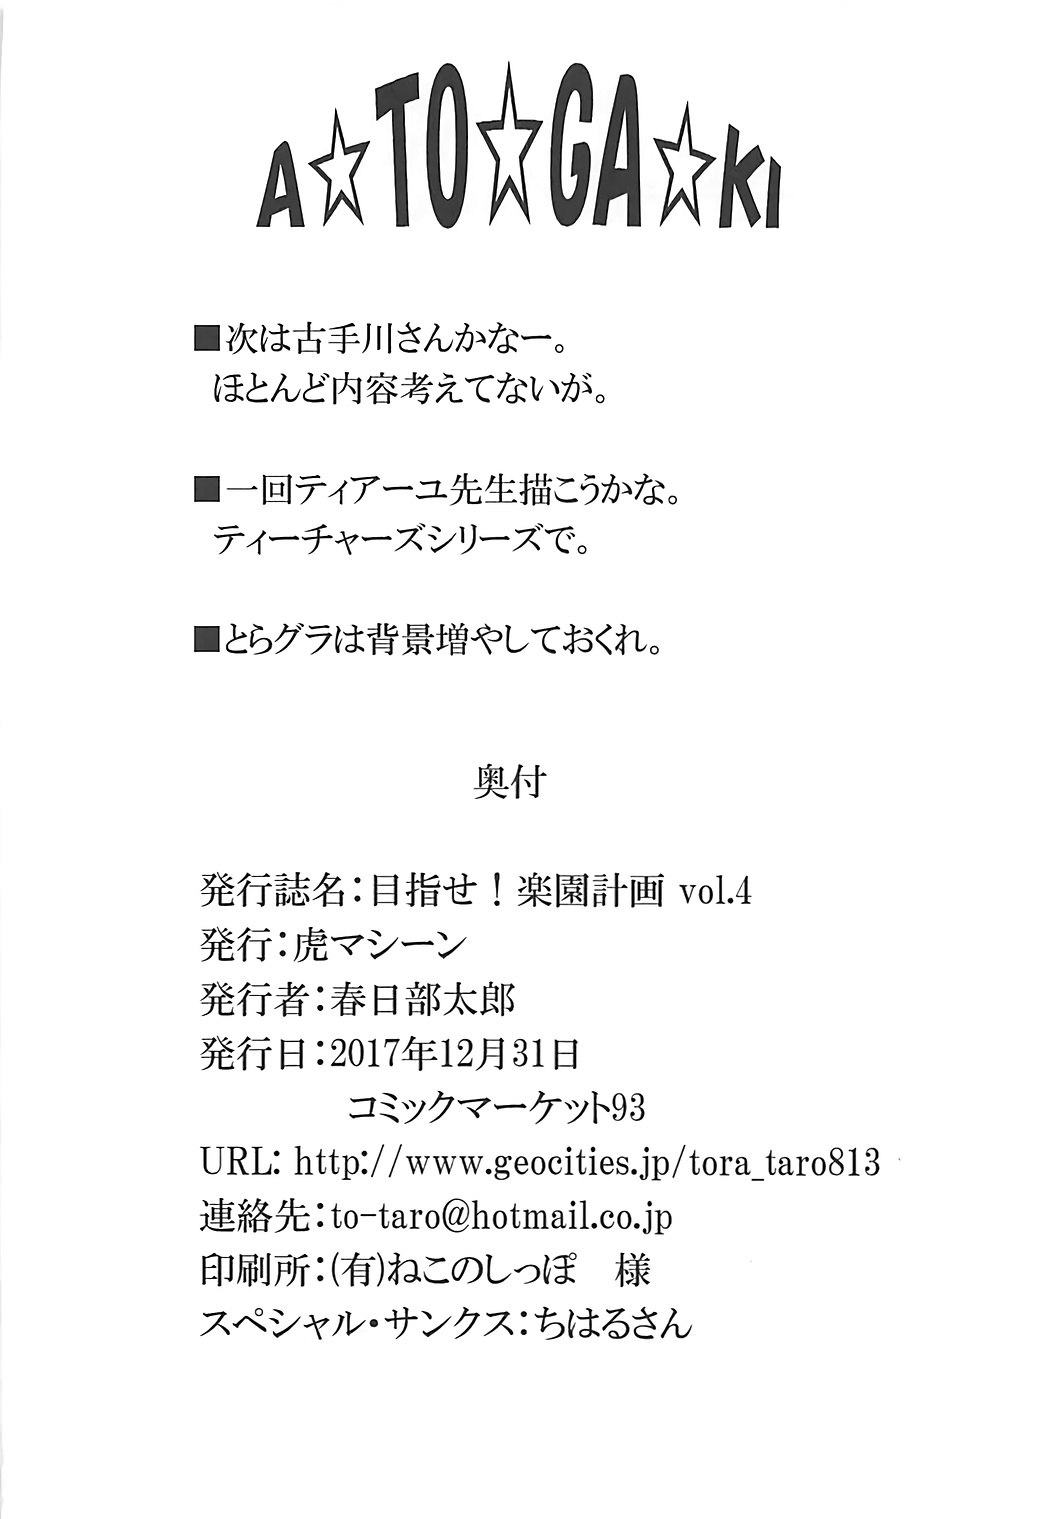 A☆TO☆GA☆KI
■次は古手川さんかなー。
ほとんど内容考えてないが。
■一回ティアーユ先生描こうかな。
ティーチャーズシリーズで。
■とらグラは背景増やしておくれ。
奥付
発行誌名：目指せ！楽園計画 vol.4
発行：虎マシーン
発行者：春日部太郎
発行日：2017年12月31日
コミックマーケット93
URL: http://www.geocities.jp/tora_taro813
連絡先：to-taro@hotmail.co.jp
印刷所：(有)ねこのしっぽ　様
スペシャル・サンクス：ちはるさん